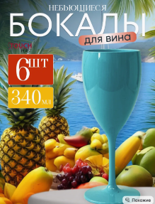 НЕБЬЮЩИЕСЯ
БОКАЛЫ
для вина
6 ШТ
340 мл
Похожие